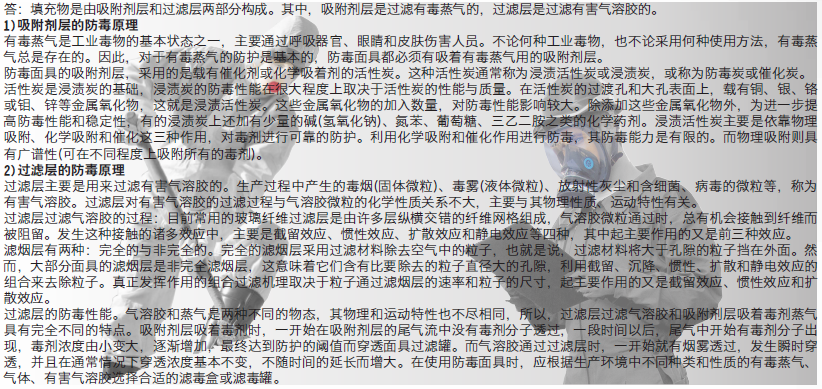 答：填充物是由吸附剂层和过滤层两部分构成。其中，吸附剂层是过滤有毒蒸气的，过滤层是过滤有害气溶胶的。
1)吸附剂层的防毒原理
有毒蒸气是工业毒物的基本状态之一，主要通过呼吸器官、眼睛和皮肤伤害人员。不论何种工业毒物，也不论采用何种使用方法，有毒蒸
气总是存在的。因此，对于有毒蒸气的防护是基本的，防毒面具都必须有吸着有毒蒸气用的吸附剂层。
防毒面具的吸附剂层，采用的是载有催化剂或化学吸着剂的活性炭。这种活性炭通常称为浸渍活性炭或浸渍炭，或称为防毒炭或催化炭。
活性炭是浸渍炭的基础，浸渍炭的防毒性能在很大程度上取决于活性炭的性能与质量。在活性炭的过渡孔和大孔表面上，载有铜、银、铬
或钼、锌等金属氧化物，这就是浸渍活性炭。这些金属氧化物的加入数量，对防毒性能影响较大。除添加这些金属氧化物外，为进一步提
高防毒性能和稳定性，有的浸渍炭上还加有少量的碱(氢氧化钠)、氮苯、葡萄糖、三乙二胺之类的化学药剂。浸渍活性炭主要是依靠物理
吸附、化学吸附和催化这三种作用，对毒剂进行可靠的防护。利用化学吸附和催化作用进行防毒，其防毒能力是有限的。而物理吸附则具
有广谱性(可在不同程度上吸附所有的毒剂)。
2)过滤层的防毒原理
过滤层主要是用来过滤有害气溶胶的。生产过程中产生的毒烟(固体微粒)、毒雾(液体微粒)、放射性灰尘和含细菌、病毒的微粒等，称为
有害气溶胶。过滤层对有害气溶胶的过滤过程与气溶胶微粒的化学性质关系不大，主要与其物理性质、运动特性有关。
过滤层过滤气溶胶的过程：目前常用的玻璃纤维过滤层是由许多层纵横交错的纤维网格组成，气溶胶微粒通过时，总有机会接触到纤维而
被阻留。发生这种接触的诸多效应中，主要是截留效应、惯性效应、扩散效应和静电效应等四种，其中起主要作用的又是前三种效应。
滤烟层有两种：完全的与非完全的。完全的滤烟层采用过滤材料除去空气中的粒子，也就是说，过滤材料将大于孔隙的粒子挡在外面。然
而，大部分面具的滤烟层是非完全滤烟层，这意味着它们含有比要除去的粒子直径大的孔隙，利用截留、沉降、惯性、扩散和静电效应的
组合来去除粒子。真正发挥作用的组合过滤机理取决于粒子通过滤烟层的速率和粒子的尺寸，起主要作用的又是截留效应、惯性效应和扩
散效应。
过滤层的防毒性能。气溶胶和蒸气是两种不同的物态，其物理和运动特性也不尽相同，所以，过滤层过滤气溶胶和吸附剂层吸着毒剂蒸气
具有完全不同的特点。吸附剂层吸着毒剂时，一开始在吸附剂层的尾气流中没有毒剂分子透过，一段时间以后，尾气中开始有毒剂分子出
现，毒剂浓度由小变大，逐渐增加，最终达到防护的阈值而穿透面具过滤罐。而气溶胶通过过滤层时，一开始就有烟雾透过，发生瞬时穿
透，并且在通常情况下穿透浓度基本不变，不随时间的延长而增大。在使用防毒面具时，应根据生产环境中不同种类和性质的有毒蒸气、
气体、有害气溶胶选择合适的滤毒盒或滤毒罐。